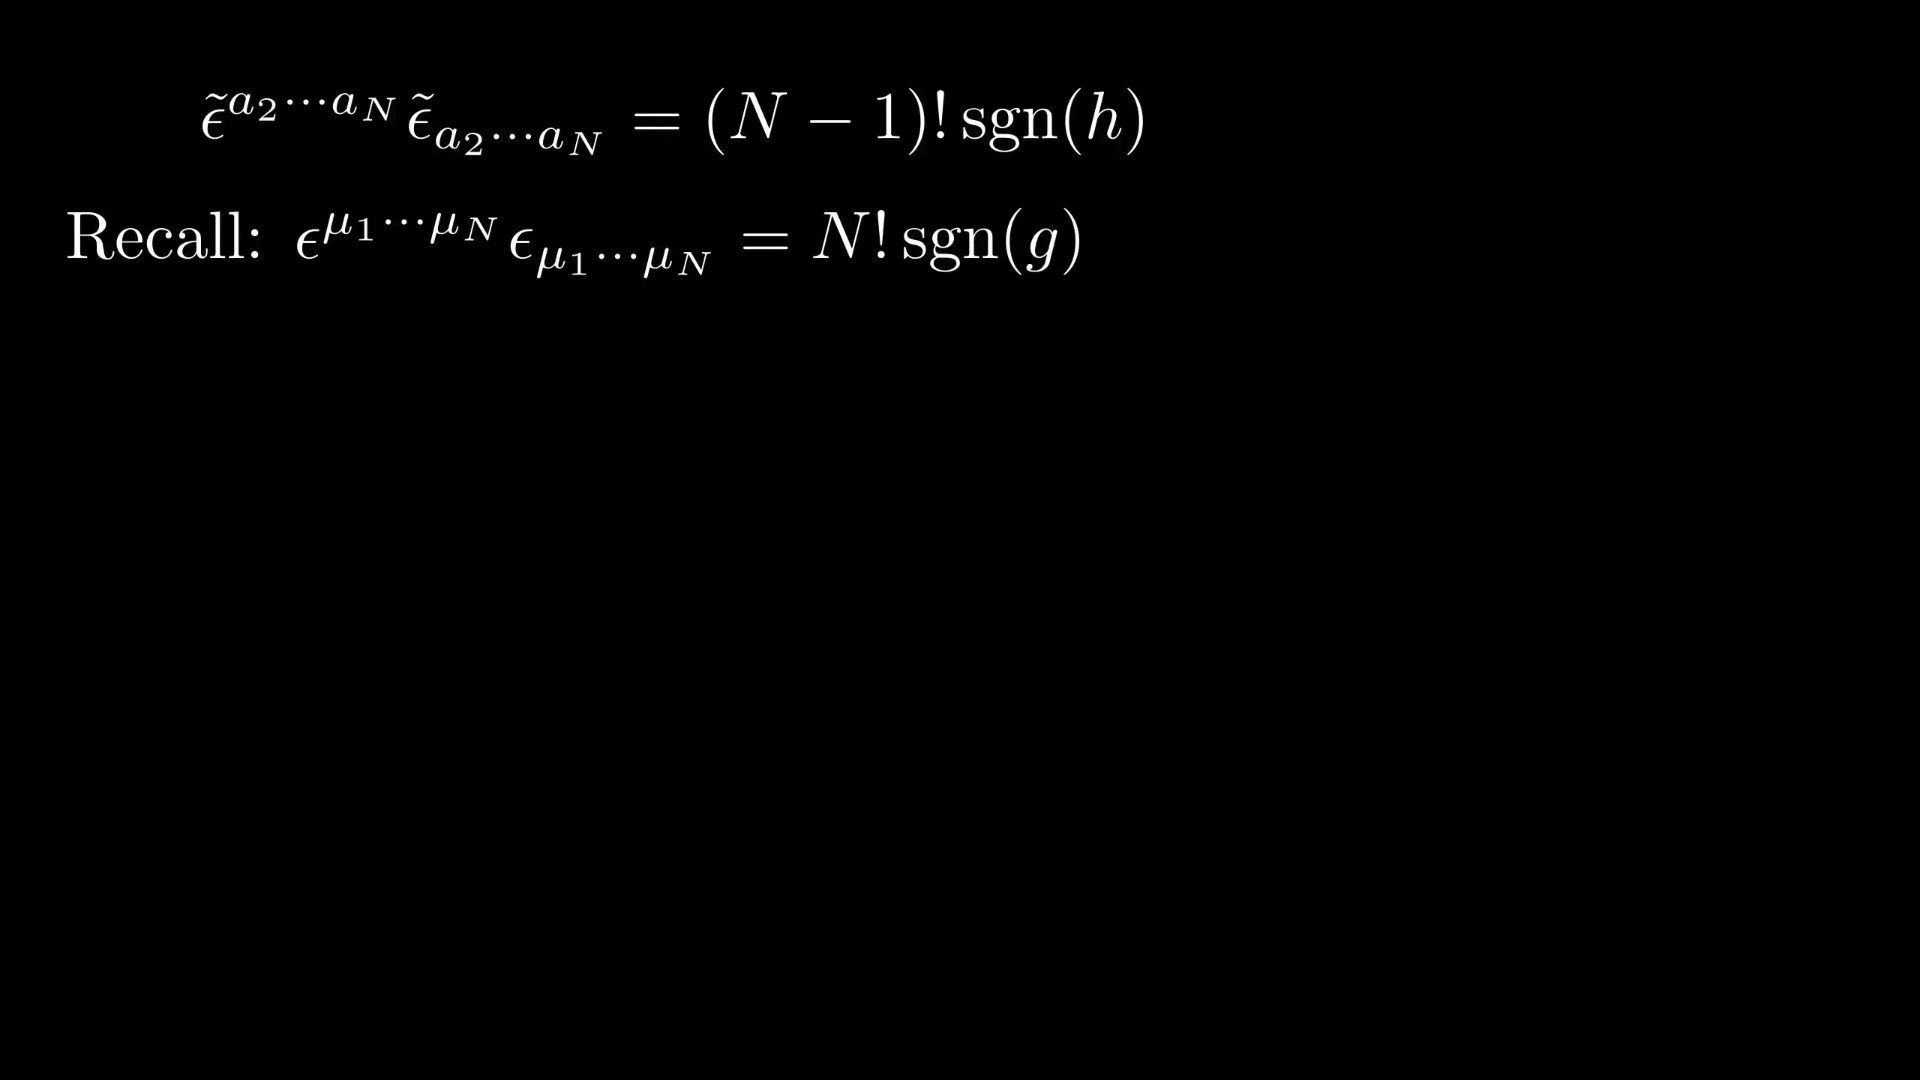 $\tilde{\epsilon}^{a_2 \cdots a_N} \tilde{\epsilon}_{a_2 \cdots a_N} = (N-1)! \, \mathrm{sgn}(h)$
Recall: $\epsilon^{\mu_1 \cdots \mu_N} \epsilon_{\mu_1 \cdots \mu_N} = N! \, \mathrm{sgn}(g)$